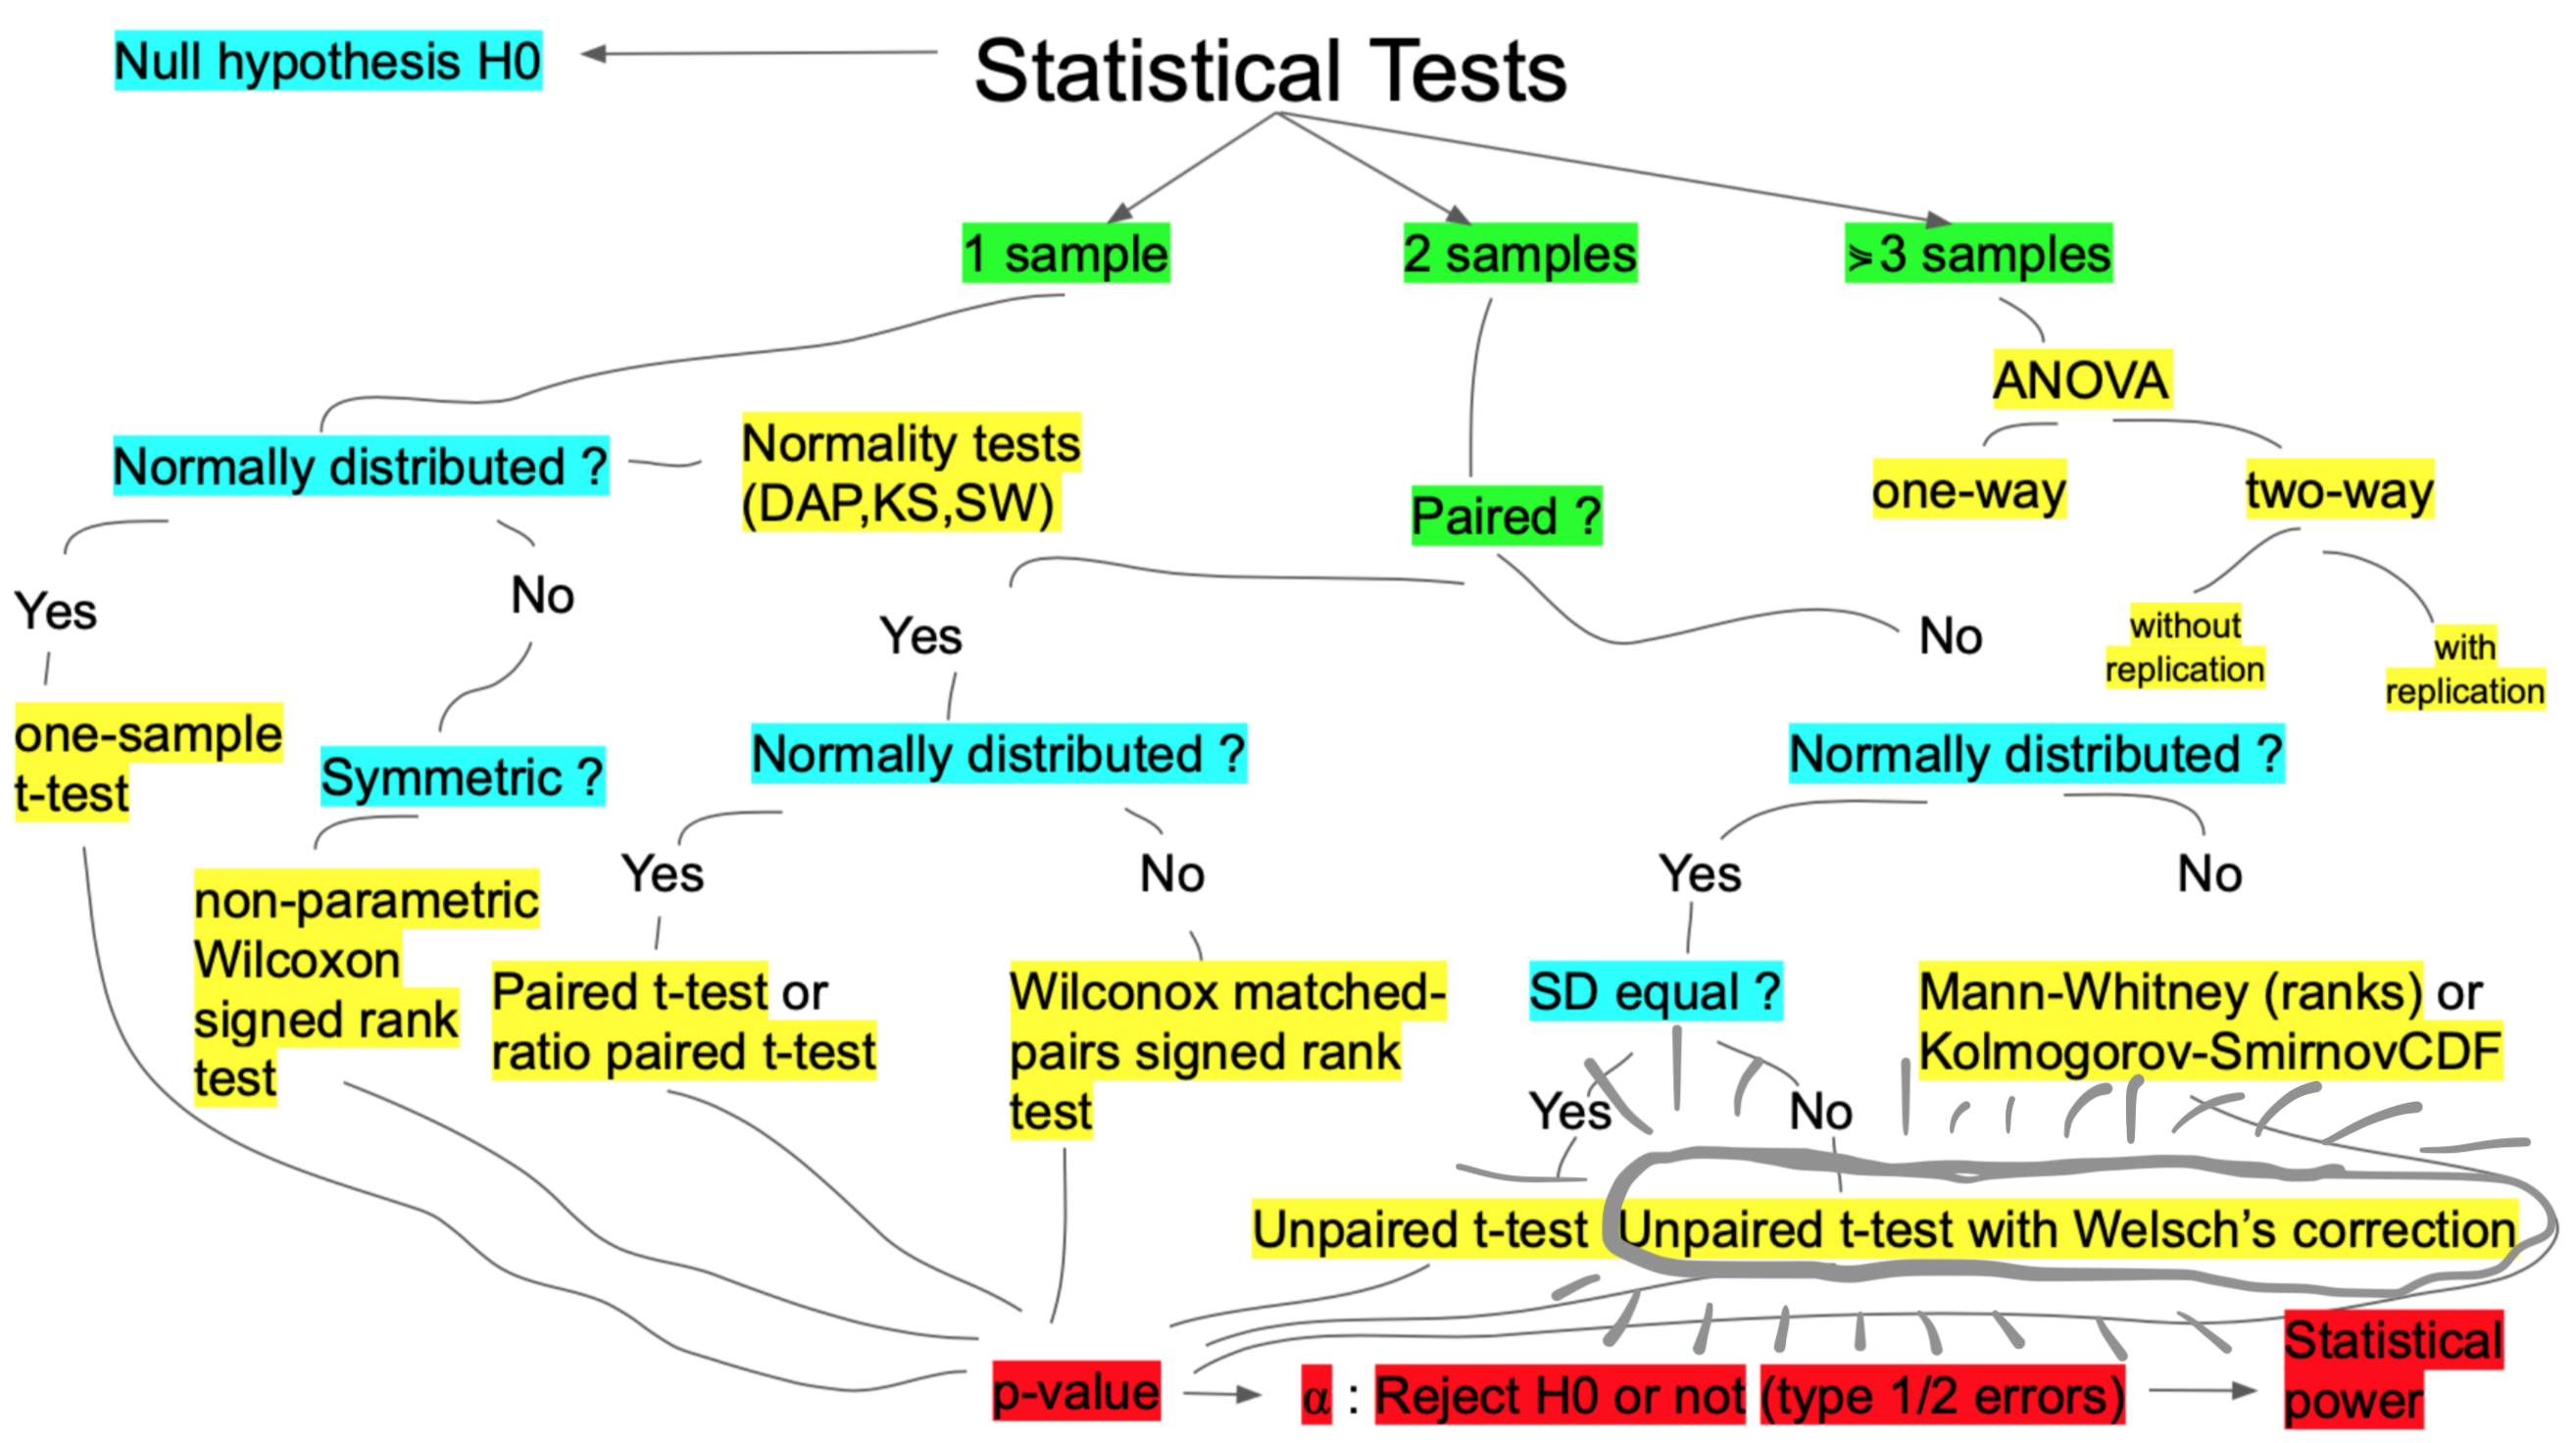 Null hypothesis H0
Statistical Tests
1 sample
2 samples
⩾3 samples
ANOVA
one-way
two-way
without
replication
with
replication
Normally distributed ?
Normality tests
(DAP,KS,SW)
Paired ?
Yes
No
Yes
No
one-sample
t-test
Symmetric ?
Normally distributed ?
Normally distributed ?
non-parametric
Wilcoxon
signed rank
test
Yes
No
Yes
No
Paired t-test or
ratio paired t-test
Wilconox matched-
pairs signed rank
test
SD equal ?
Mann-Whitney (ranks) or
Kolmogorov-SmirnovCDF
Yes
No
Unpaired t-test
Unpaired t-test with Welsch’s correction
p-value
α : Reject H0 or not (type 1/2 errors)
Statistical
power